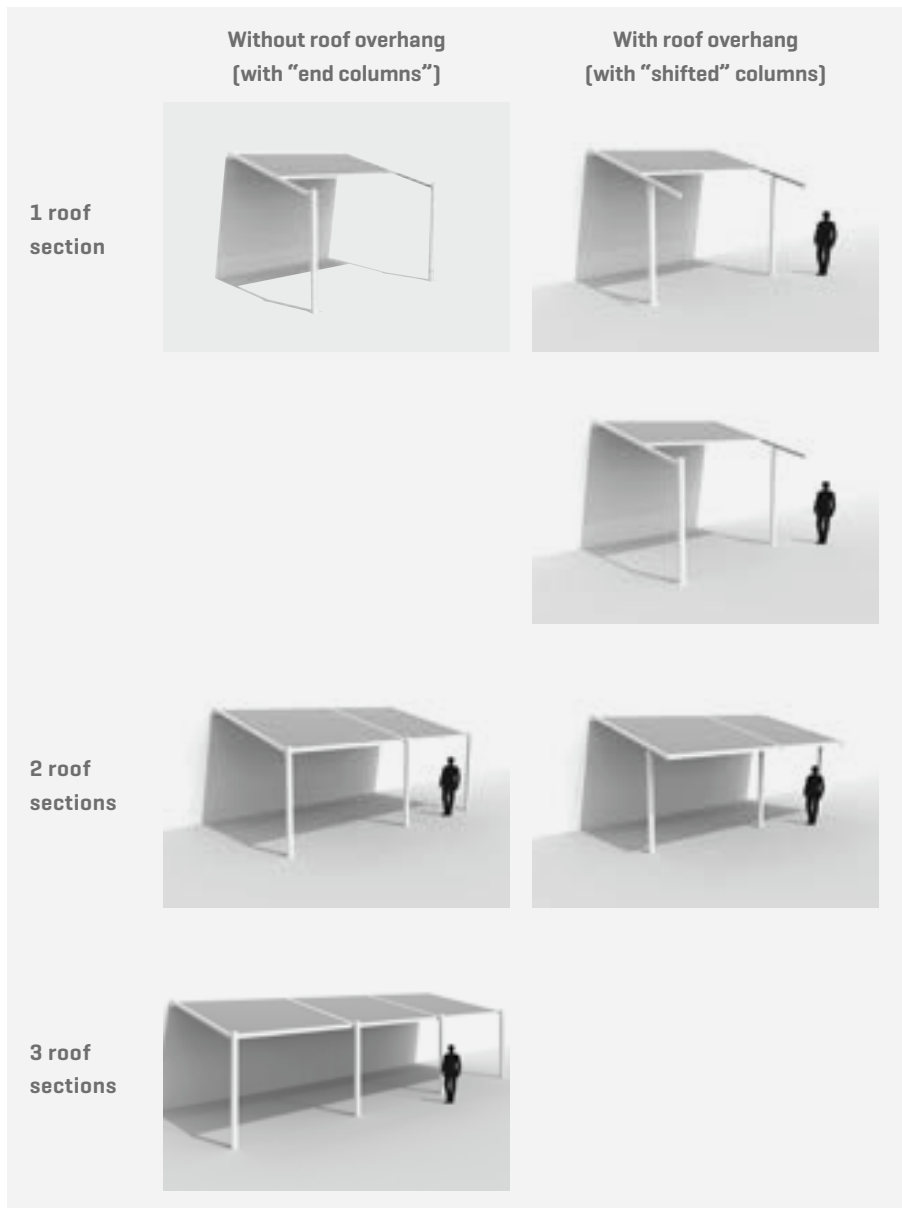 Without roof overhang
(with “end columns”)
With roof overhang
(with “shifted” columns)
1 roof
section
2 roof
sections
3 roof
sections